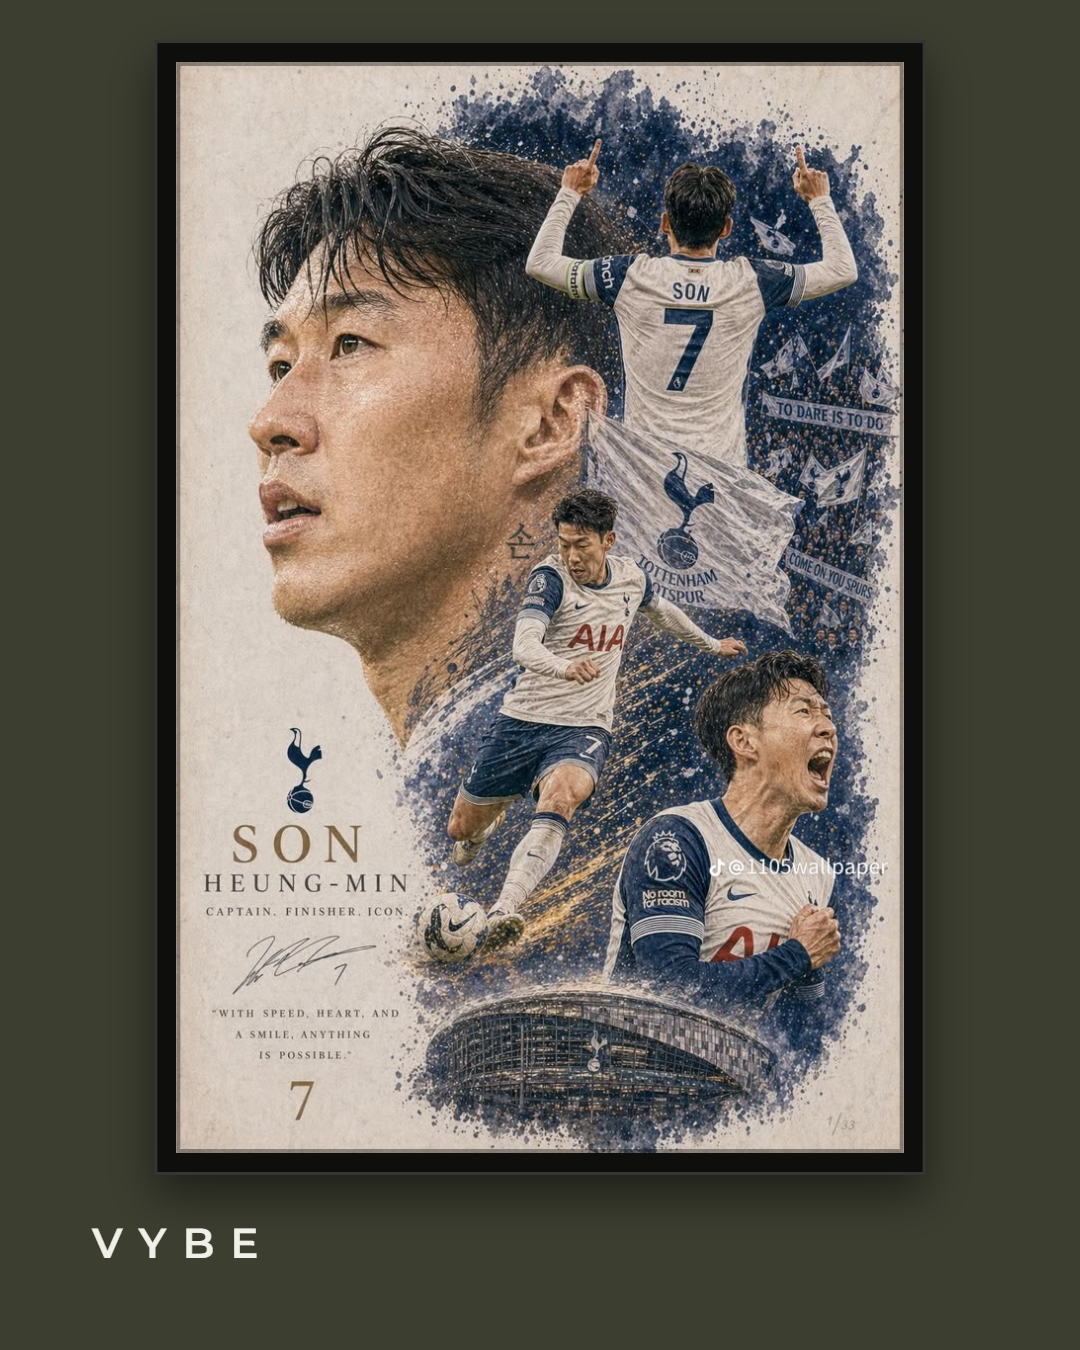 SON
7
TO DARE IS TO DO
손
TOTTENHAM
COME ON YOU SPURS
AIA
7
SON
HEUNG-MIN
CAPTAIN. FINISHER. ICON.
@1105wallpaper
No room
for racism
7
"WITH SPEED, HEART, AND
A SMILE, ANYTHING
IS POSSIBLE."
7
1/33
VYBE